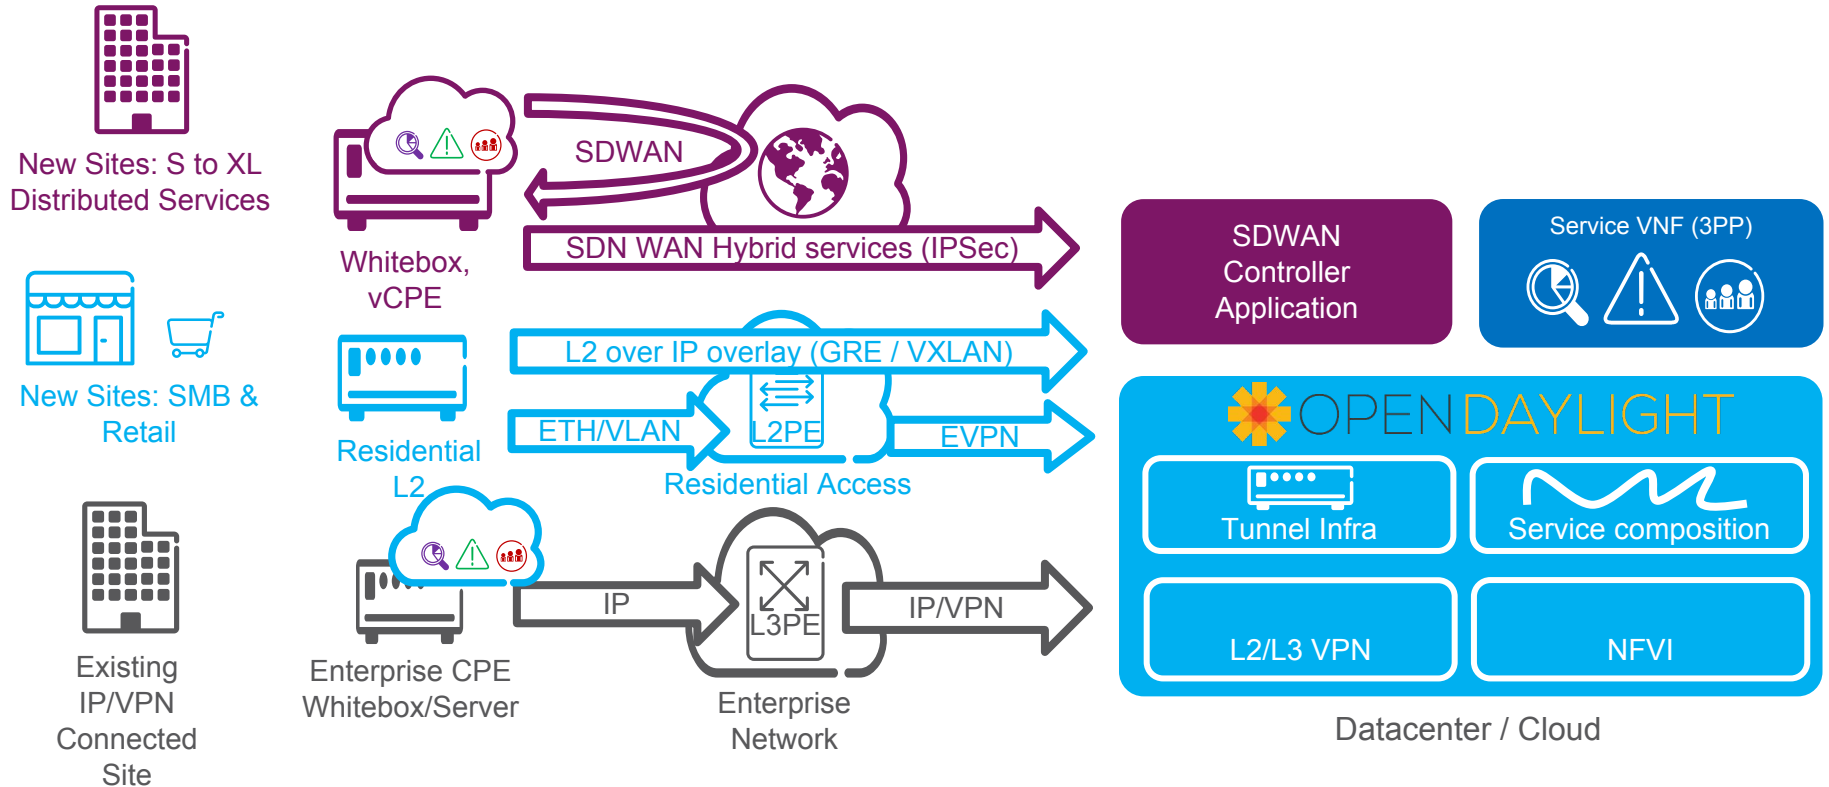 New Sites: S to XL
Distributed Services
Whitebox,
vCPE
SDWAN
SDN WAN Hybrid services (IPSec)
SDWAN
Controller
Application
Service VNF (3PP)
New Sites: SMB &
Retail
Residential
L2
L2 over IP overlay (GRE / VXLAN)
ETH/VLAN
L2PE
EVPN
Residential Access
OPENDAYLIGHT
Tunnel Infra
Service composition
L2/L3 VPN
NFVI
Datacenter / Cloud
Existing
IP/VPN
Connected
Site
Enterprise CPE
Whitebox/Server
IP
L3PE
IP/VPN
Enterprise
Network